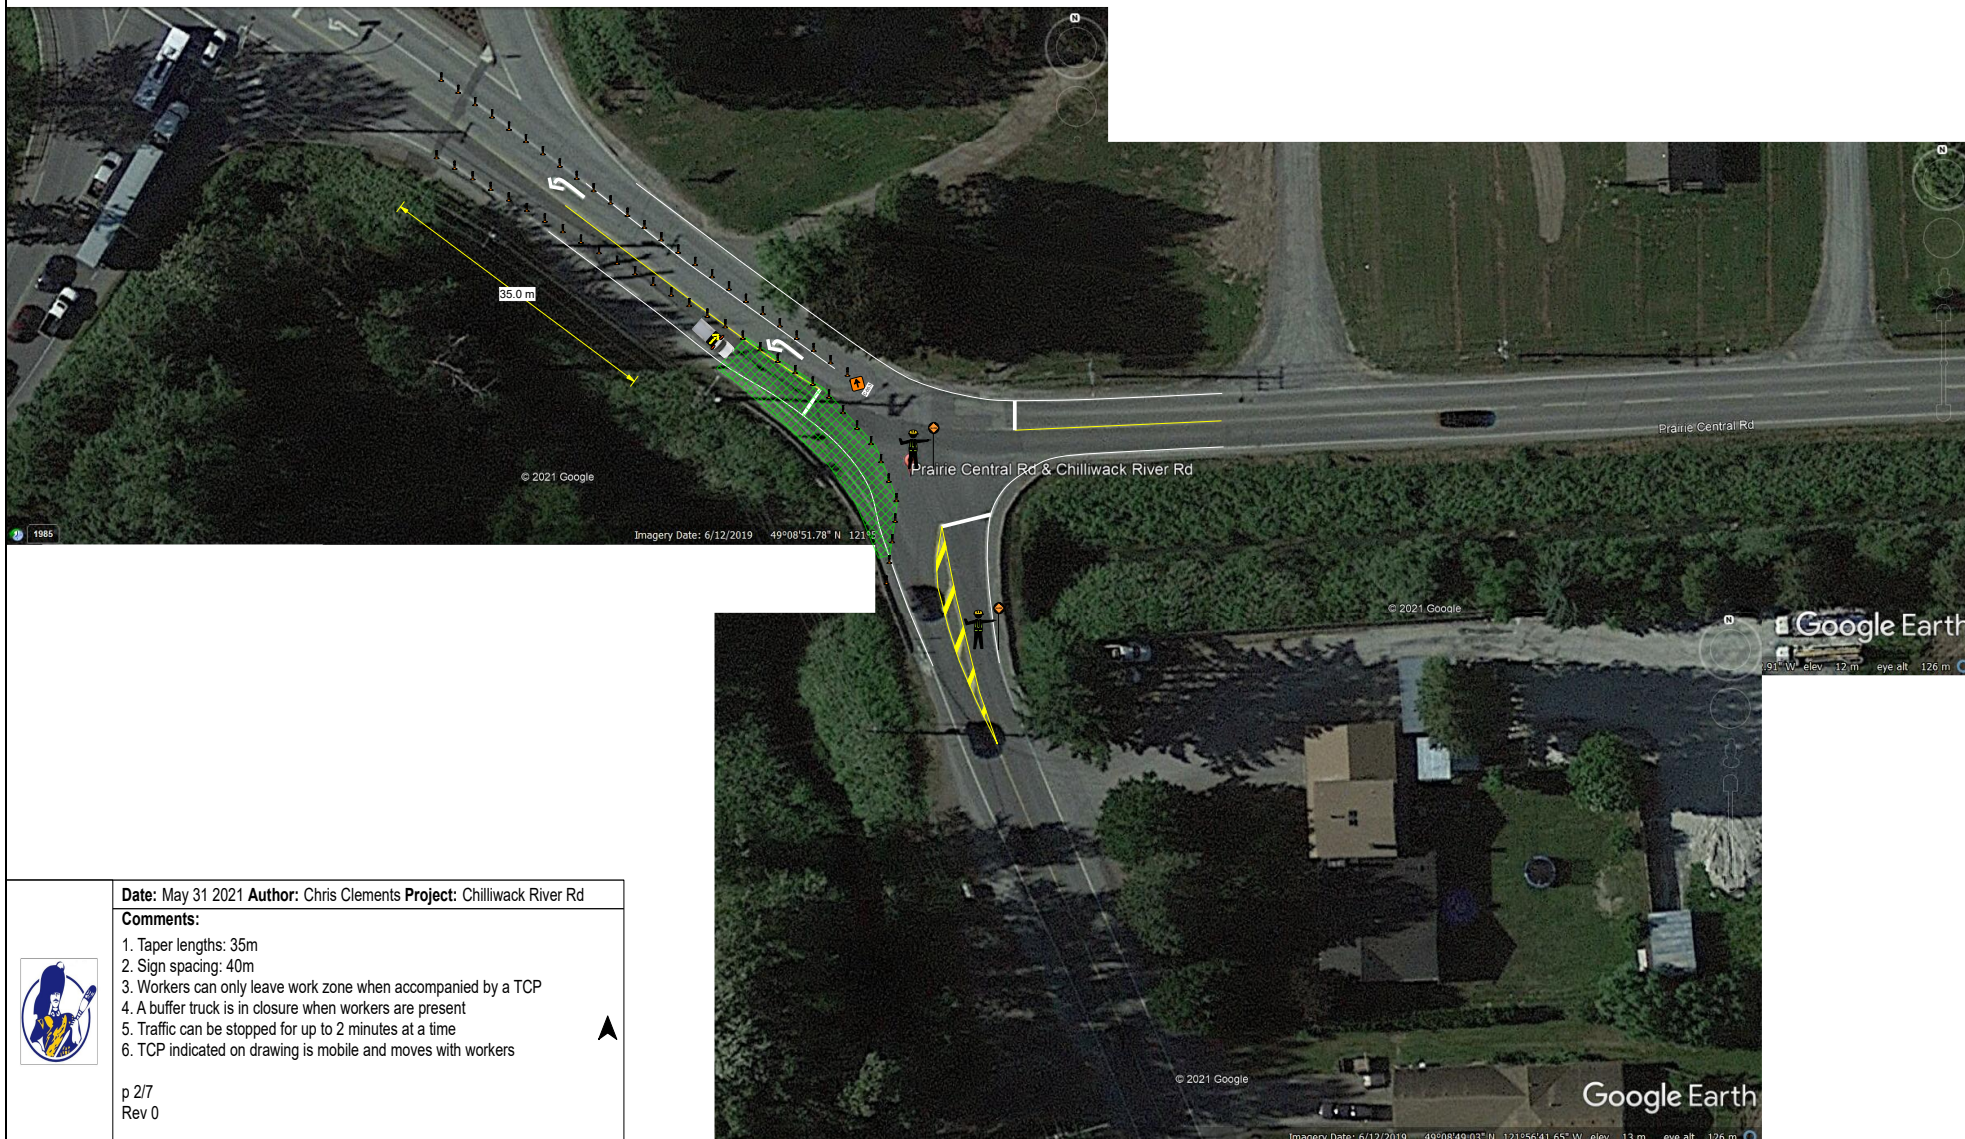 N
N
35.0 m
Prairie Central Rd
Prairie Central Rd & Chilliwack River Rd
© 2021 Google
1985
Imagery Date: 6/12/2019 49°08'51.78" N 121°5
© 2021 Google
N
Google Earth
.91" W elev 12 m eye alt 126 m
Date: May 31 2021 Author: Chris Clements Project: Chilliwack River Rd
Comments:
1. Taper lengths: 35m
2. Sign spacing: 40m
3. Workers can only leave work zone when accompanied by a TCP
4. A buffer truck is in closure when workers are present
5. Traffic can be stopped for up to 2 minutes at a time
6. TCP indicated on drawing is mobile and moves with workers
p 2/7
Rev 0
© 2021 Google
Google Earth
Imagery Date: 6/12/2019 49°08'49.03" N 121°56'41.65" W elev 13 m eye alt 126 m